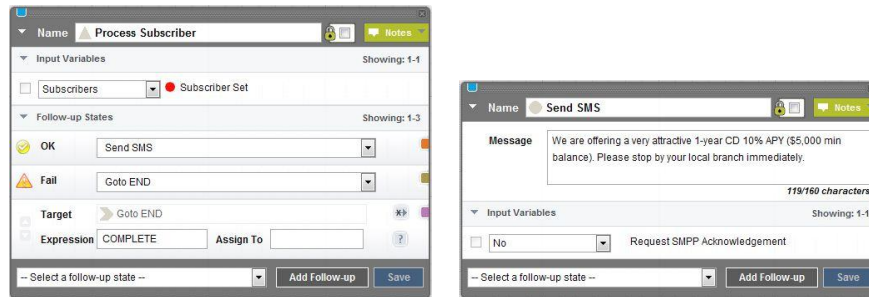 Name Process Subscriber Notes
Input Variables Showing: 1-1
Subscribers Subscriber Set
Follow-up States Showing: 1-3
OK Send SMS
Fail Goto END
Target Goto END
Expression COMPLETE Assign To ?
-- Select a follow-up state -- Add Follow-up Save
Name Send SMS Notes
Message We are offering a very attractive 1-year CD 10% APY ($5,000 min
balance). Please stop by your local branch immediately.
119/160 characters
Input Variables Showing: 1-1
No Request SMPP Acknowledgement
-- Select a follow-up state -- Add Follow-up Save